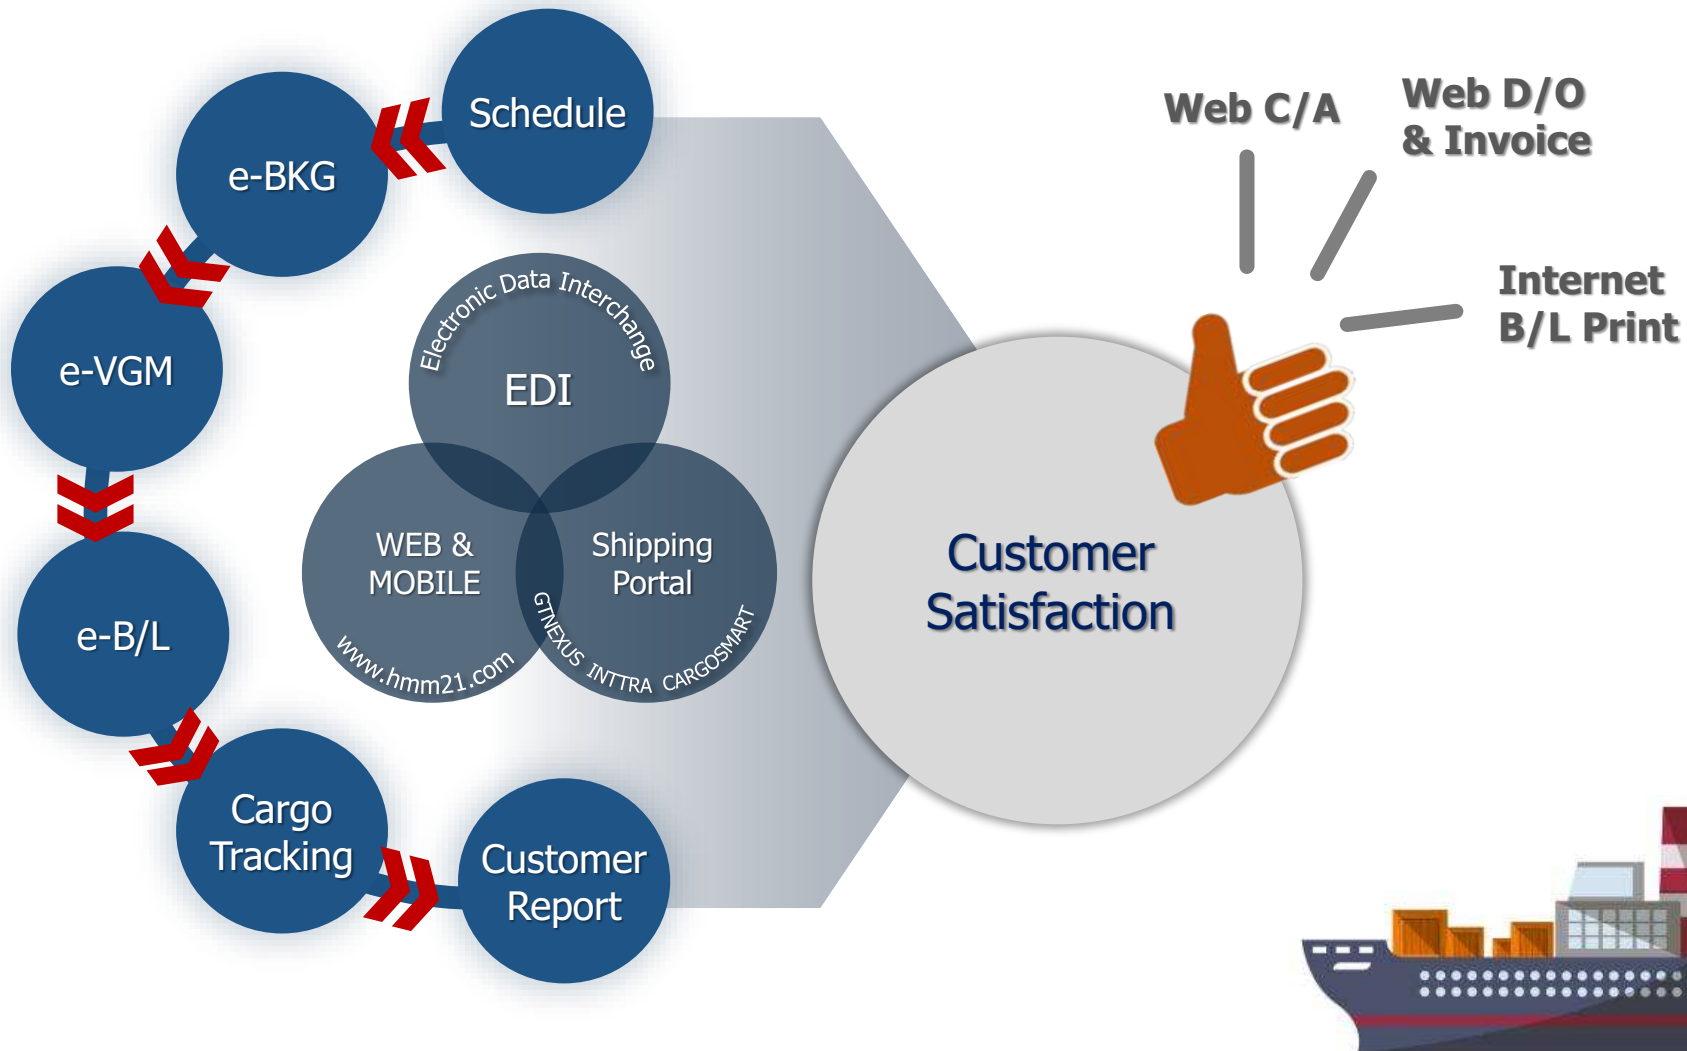 Schedule
e-BKG
e-VGM
e-B/L
Cargo
Tracking
Customer
Report
Electronic Data Interchange
EDI
WEB &
MOBILE
www.hmm21.com
Shipping
Portal
GTNEXUS INTTRA CARGOSMART
Customer
Satisfaction
Web C/A
Web D/O
& Invoice
Internet
B/L Print